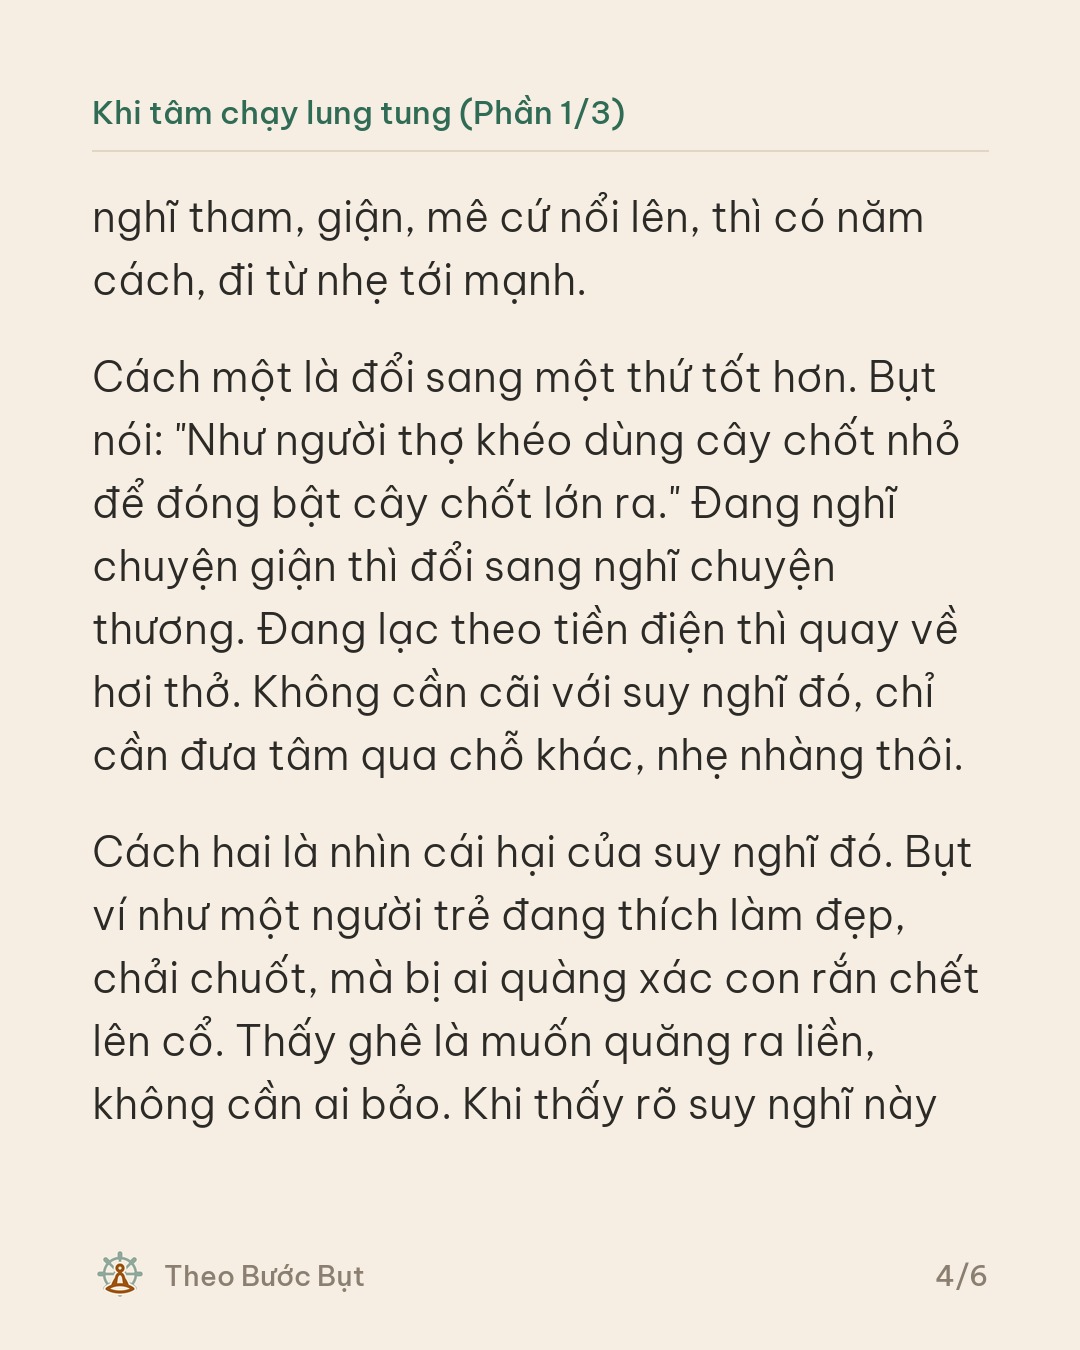 Khi tâm chạy lung tung (Phần 1/3)
nghĩ tham, giận, mê cứ nổi lên, thì có năm
cách, đi từ nhẹ tới mạnh.
Cách một là đổi sang một thứ tốt hơn. Bụt
nói: "Như người thợ khéo dùng cây chốt nhỏ
để đóng bật cây chốt lớn ra." Đang nghĩ
chuyện giận thì đổi sang nghĩ chuyện
thương. Đang lạc theo tiền điện thì quay về
hơi thở. Không cần cãi với suy nghĩ đó, chỉ
cần đưa tâm qua chỗ khác, nhẹ nhàng thôi.
Cách hai là nhìn cái hại của suy nghĩ đó. Bụt
ví như một người trẻ đang thích làm đẹp,
chải chuốt, mà bị ai quàng xác con rắn chết
lên cổ. Thấy ghê là muốn quăng ra liền,
không cần ai bảo. Khi thấy rõ suy nghĩ này
Theo Bước Bụt
4/6